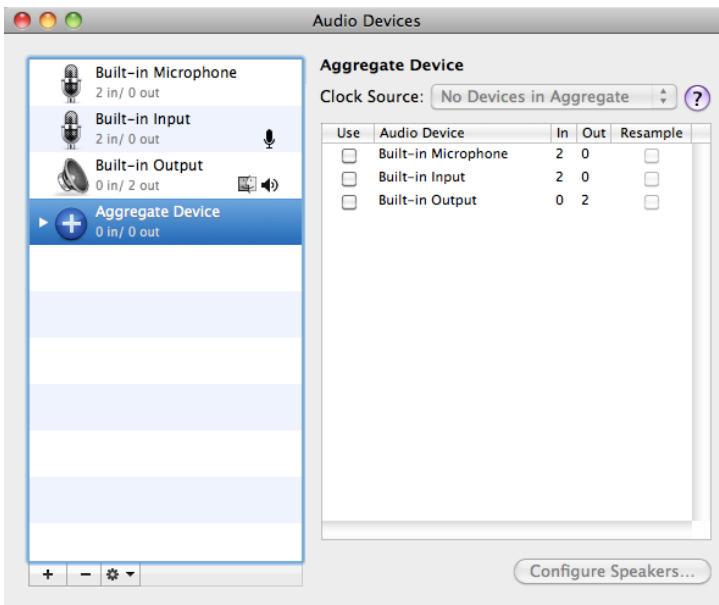 Audio Devices
Built-in Microphone
2 in/ 0 out
Built-in Input
2 in/ 0 out
Built-in Output
0 in/ 2 out
Aggregate Device
0 in/ 0 out
Aggregate Device
Clock Source: No Devices in Aggregate ?
Use Audio Device In Out Resample
Built-in Microphone 2 0
Built-in Input 2 0
Built-in Output 0 2
+ −
Configure Speakers...